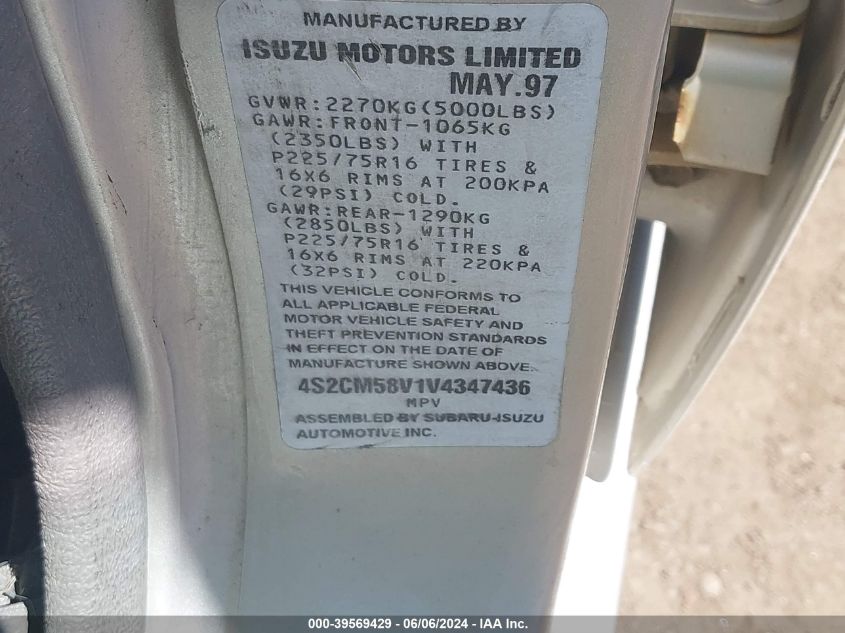 MANUFACTURED BY
ISUZU MOTORS LIMITED
MAY.97
GVWR:2270KG(5000LBS)
GAWR:FRONT-1065KG
(2350LBS) WITH
P225/75R16 TIRES &
16X6 RIMS AT 200KPA
(29PSI) COLD.
GAWR:REAR-1290KG
(2850LBS) WITH
P225/75R16 TIRES &
16X6 RIMS AT 220KPA
(32PSI) COLD.
THIS VEHICLE CONFORMS TO
ALL APPLICABLE FEDERAL
MOTOR VEHICLE SAFETY AND
THEFT PREVENTION STANDARDS
IN EFFECT ON THE DATE OF
MANUFACTURE SHOWN ABOVE.
4S2CM58V1V4347436
MPV
ASSEMBLED BY SUBARU-ISUZU
AUTOMOTIVE INC.
000-39569429 - 06/06/2024 - IAA Inc.